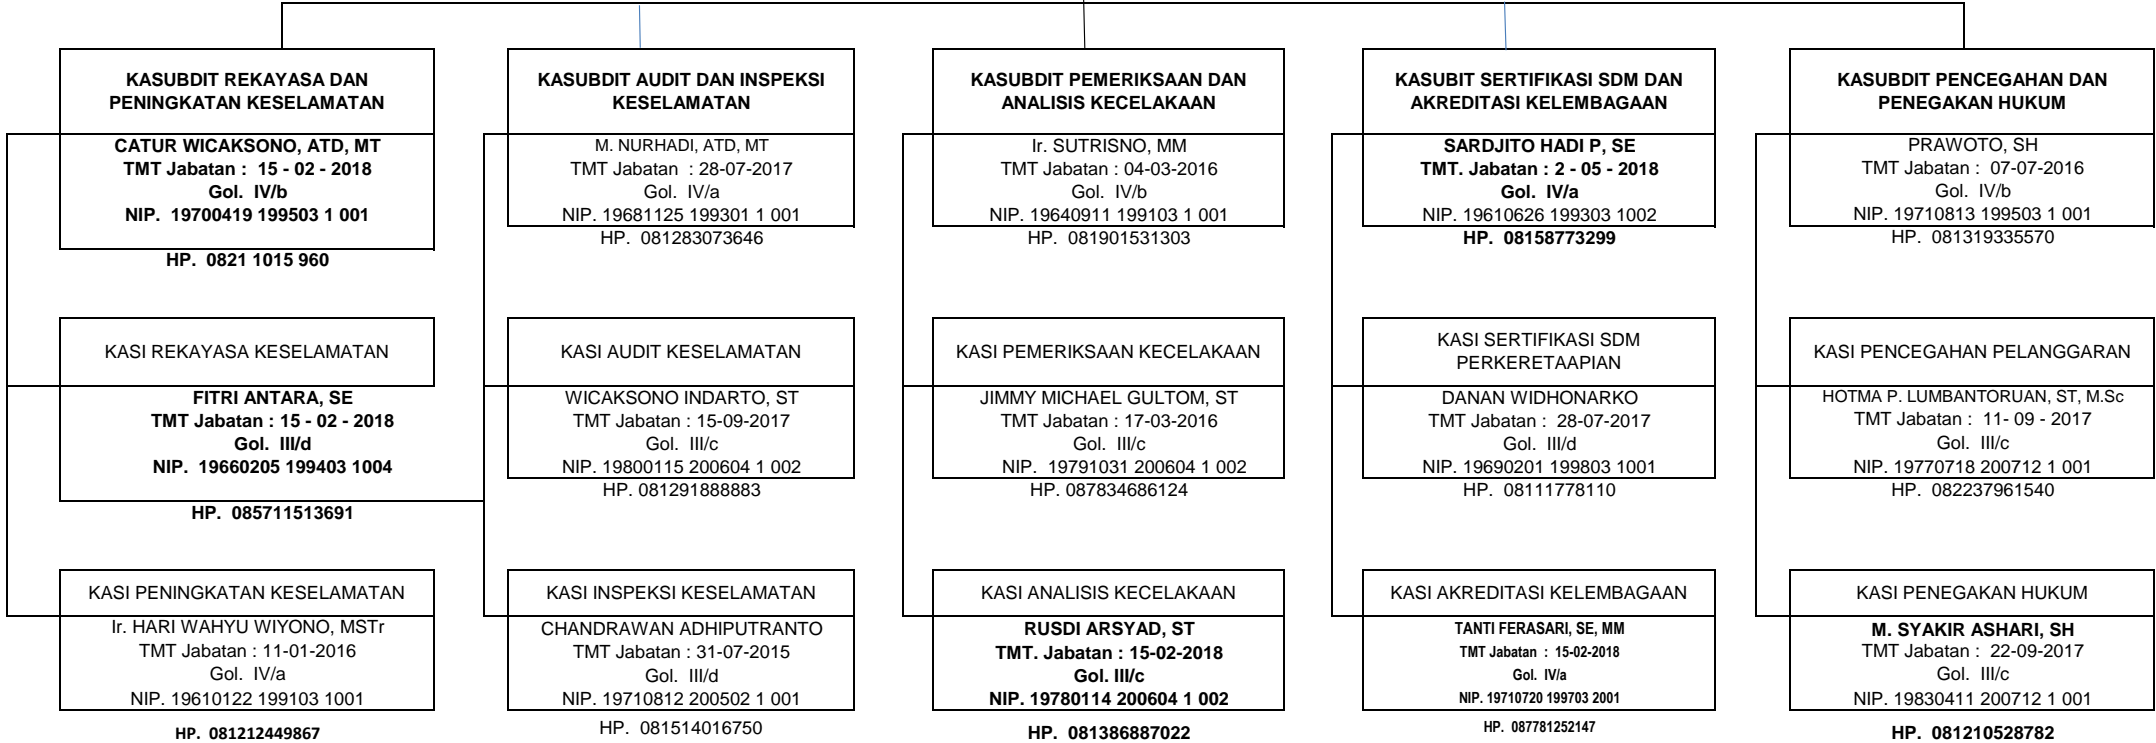 KASUBDIT REKAYASA DAN
PENINGKATAN KESELAMATAN
CATUR WICAKSONO, ATD, MT
TMT Jabatan : 15 - 02 - 2018
Gol. IV/b
NIP. 19700419 199503 1 001
HP. 0821 1015 960
KASI REKAYASA KESELAMATAN
FITRI ANTARA, SE
TMT Jabatan : 15 - 02 - 2018
Gol. III/d
NIP. 19660205 199403 1004
HP. 085711513691
KASI PENINGKATAN KESELAMATAN
Ir. HARI WAHYU WIYONO, MSTr
TMT Jabatan : 11-01-2016
Gol. IV/a
NIP. 19610122 199103 1001
HP. 081212449867
KASUBDIT AUDIT DAN INSPEKSI
KESELAMATAN
M. NURHADI, ATD, MT
TMT Jabatan : 28-07-2017
Gol. IV/a
NIP. 19681125 199301 1 001
HP. 081283073646
KASI AUDIT KESELAMATAN
WICAKSONO INDARTO, ST
TMT Jabatan : 15-09-2017
Gol. III/c
NIP. 19800115 200604 1 002
HP. 081291888883
KASI INSPEKSI KESELAMATAN
CHANDRAWAN ADHIPUTRANTO
TMT Jabatan : 31-07-2015
Gol. III/d
NIP. 19710812 200502 1 001
HP. 081514016750
KASUBDIT PEMERIKSAAN DAN
ANALISIS KECELAKAAN
Ir. SUTRISNO, MM
TMT Jabatan : 04-03-2016
Gol. IV/b
NIP. 19640911 199103 1 001
HP. 081901531303
KASI PEMERIKSAAN KECELAKAAN
JIMMY MICHAEL GULTOM, ST
TMT Jabatan : 17-03-2016
Gol. III/c
NIP. 19791031 200604 1 002
HP. 087834686124
KASI ANALISIS KECELAKAAN
RUSDI ARSYAD, ST
TMT. Jabatan : 15-02-2018
Gol. III/c
NIP. 19780114 200604 1 002
HP. 081386887022
KASUBIT SERTIFIKASI SDM DAN
AKREDITASI KELEMBAGAAN
SARDJITO HADI P, SE
TMT. Jabatan : 2 - 05 - 2018
Gol. IV/a
NIP. 19610626 199303 1002
HP. 08158773299
KASI SERTIFIKASI SDM
PERKERETAAPIAN
DANAN WIDHONARKO
TMT Jabatan : 28-07-2017
Gol. III/d
NIP. 19690201 199803 1001
HP. 08111778110
KASI AKREDITASI KELEMBAGAAN
TANTI FERASARI, SE, MM
TMT Jabatan : 15-02-2018
Gol. IV/a
NIP. 19710720 199703 2001
HP. 087781252147
KASUBDIT PENCEGAHAN DAN
PENEGAKAN HUKUM
PRAWOTO, SH
TMT Jabatan : 07-07-2016
Gol. IV/b
NIP. 19710813 199503 1 001
HP. 081319335570
KASI PENCEGAHAN PELANGGARAN
HOTMA P. LUMBANTORUAN, ST, M.Sc
TMT Jabatan : 11- 09 - 2017
Gol. III/c
NIP. 19770718 200712 1 001
HP. 082237961540
KASI PENEGAKAN HUKUM
M. SYAKIR ASHARI, SH
TMT Jabatan : 22-09-2017
Gol. III/c
NIP. 19830411 200712 1 001
HP. 081210528782